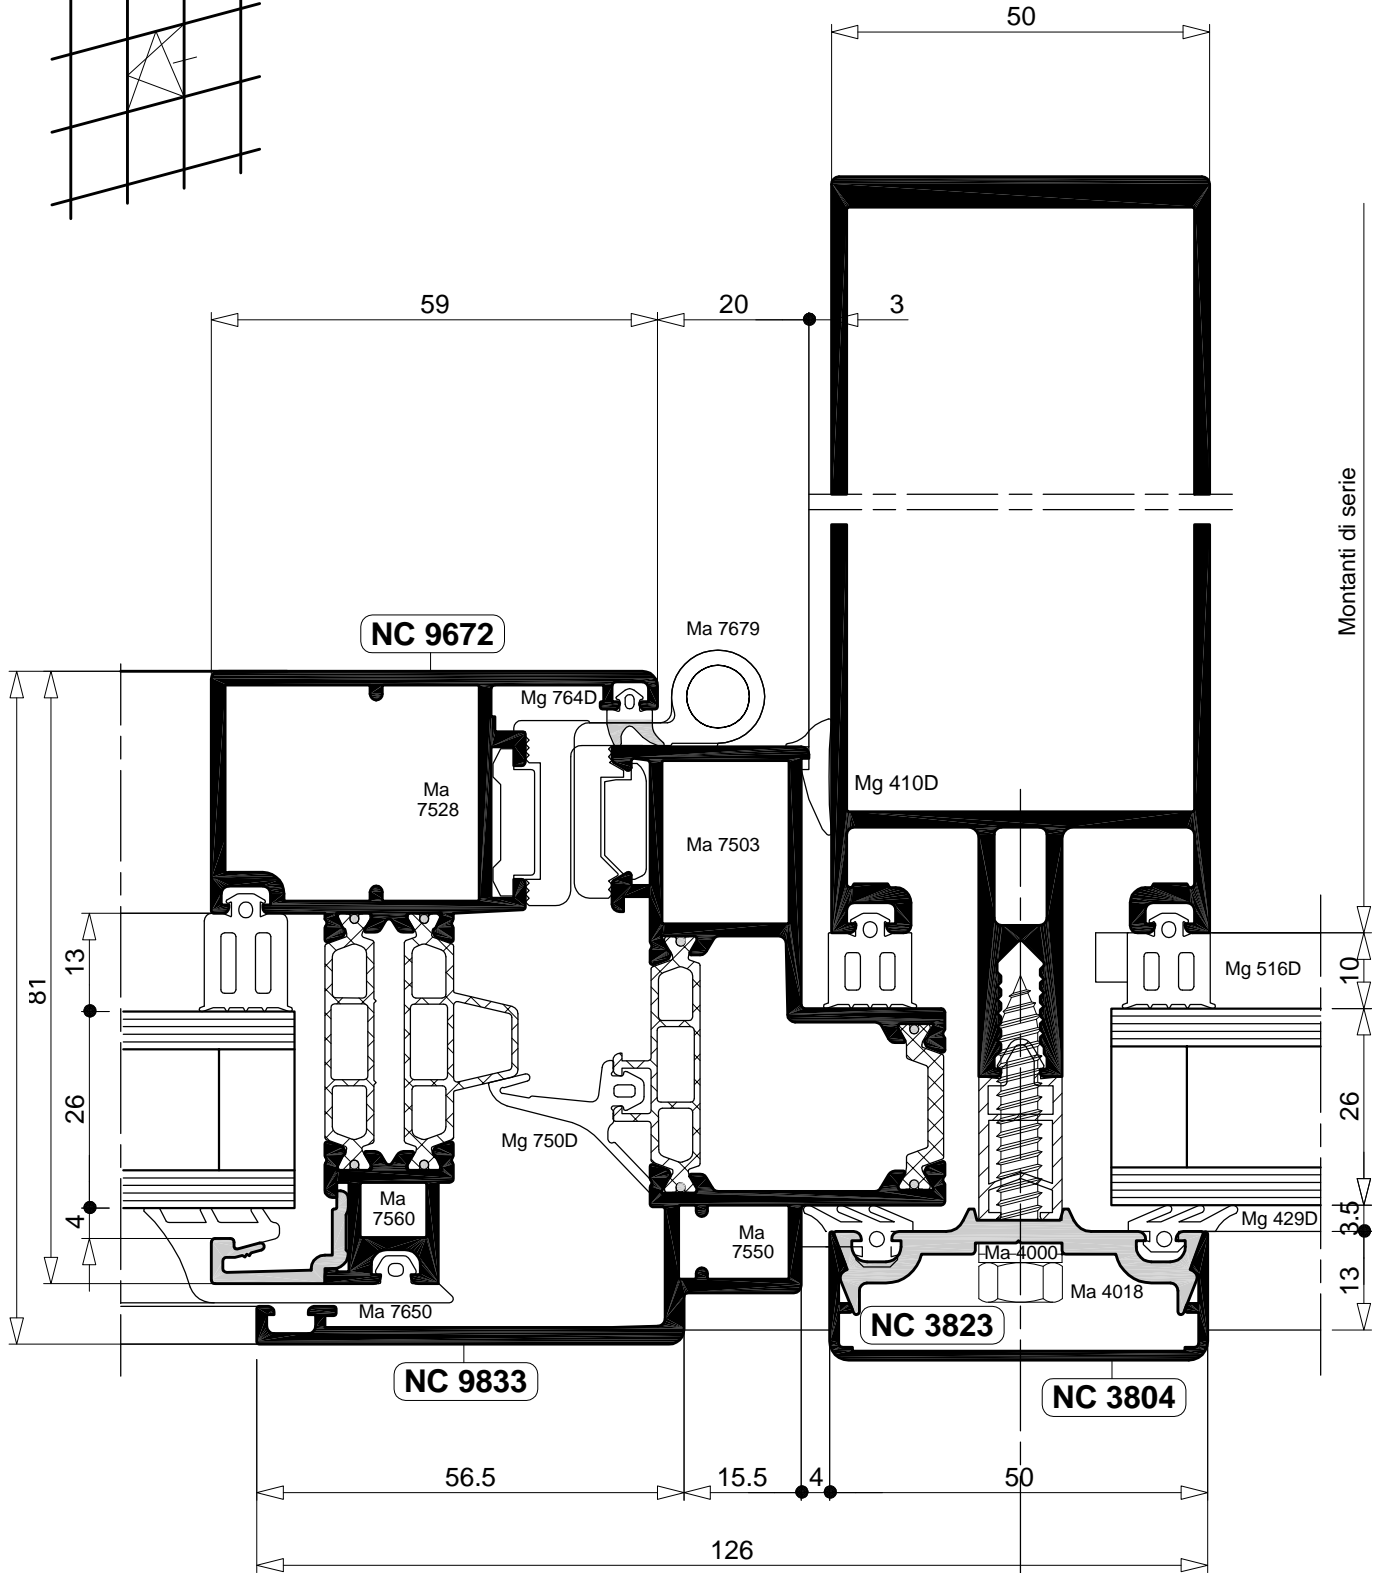 50
59
20
3
Montanti di serie
NC 9672
Ma 7679
Mg 764D
Ma
7528
Mg 410D
Ma 7503
13
81
Mg 516D
10
26
26
Mg 750D
Ma
7560
4
Ma
7550
Mg 429D
3.5
Ma 4000
13
Ma 4018
Ma 7650
NC 3823
NC 9833
NC 3804
56.5
15.5
4
50
126